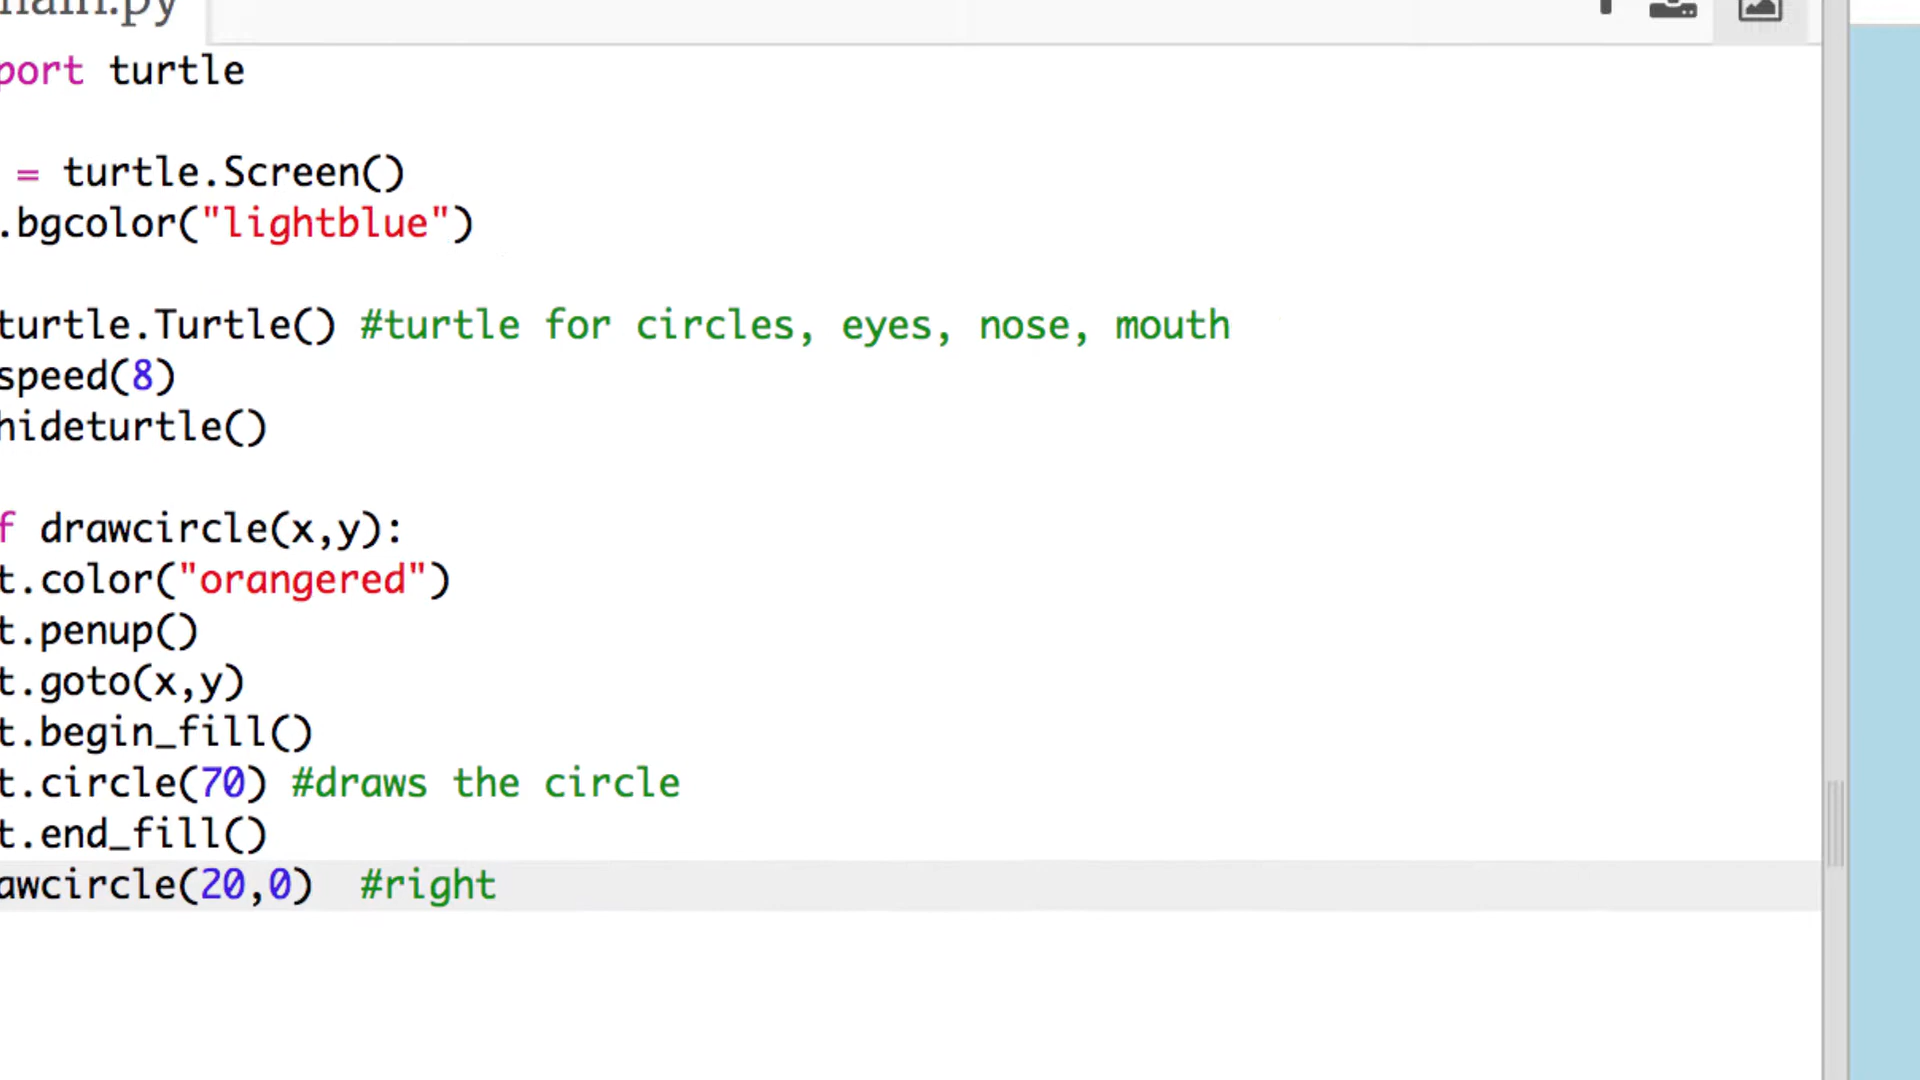 main.py
port turtle
= turtle.Screen()
.bgcolor("lightblue")
turtle.Turtle() #turtle for circles, eyes, nose, mouth
speed(8)
hideturtle()
f drawcircle(x,y):
t.color("orangered")
t.penup()
t.goto(x,y)
t.begin_fill()
t.circle(70) #draws the circle
t.end_fill()
awcircle(20,0)  #right